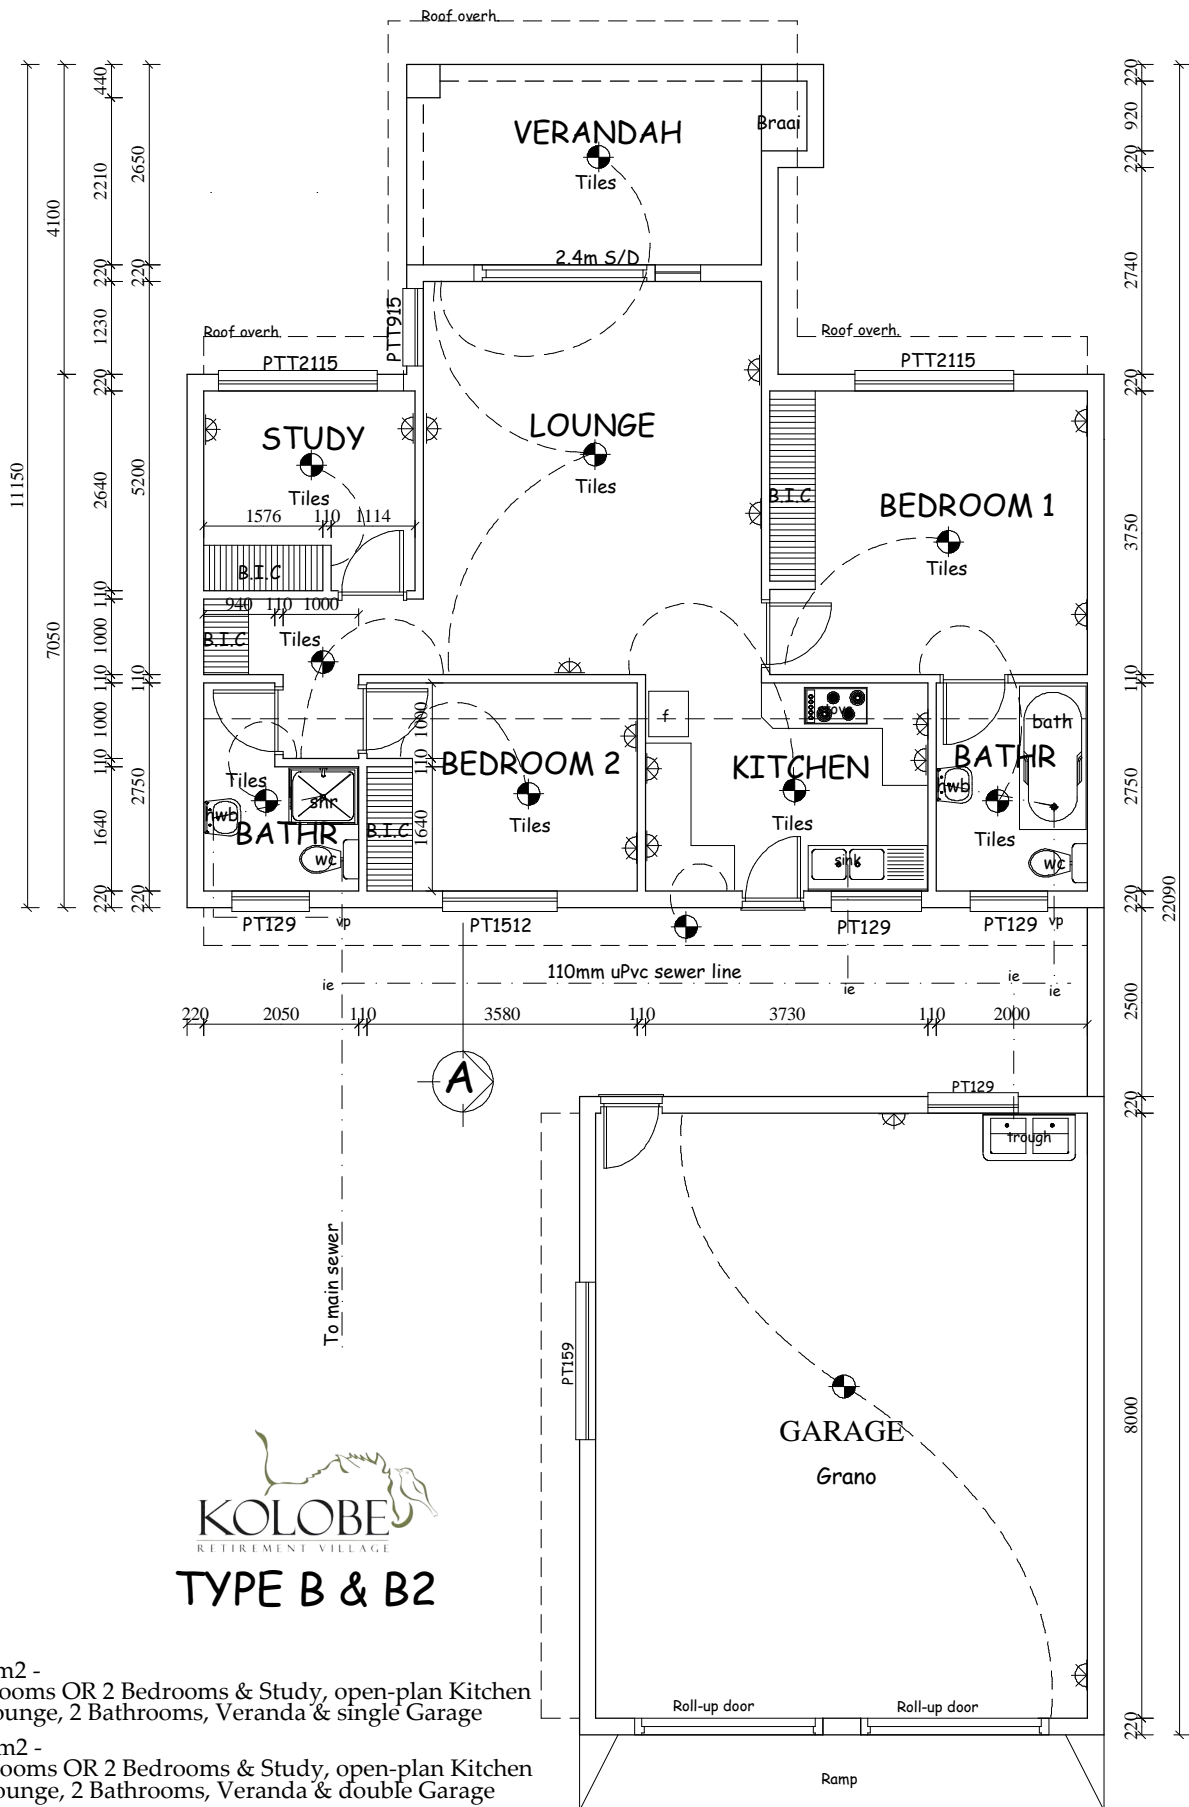 Roof overh.
440
2210
2650
4100
220
220
1230
220
11150
2640
5200
110
1000
7050
110
110
1000
110
2750
1640
220
220
220
920
220
2740
220
3750
110
2750
220
22090
2500
220
8000
220
VERANDAH
Tiles
Braai
2.4m S/D
PTT915
Roof overh.
Roof overh.
PTT2115
PTT2115
STUDY
Tiles
1576 110 1114
B.I.C
LOUNGE
Tiles
B.I.C
BEDROOM 1
Tiles
940 110 1000
B.I.C
Tiles
1000
110
1640
f
stove
bath
Tiles
hwb
shr
BATHR
wc
B.I.C
BEDROOM 2
Tiles
KITCHEN
Tiles
sink
BATHR
hwb
Tiles
wc
PT129
vp
PT1512
PT129
PT129
vp
110mm uPvc sewer line
ie
ie
ie
ie
220 2050 110 3580 110 3730 110 2000
A
PT129
trough
To main sewer
PT159
GARAGE
Grano
KOLOBE
RETIREMENT VILLAGE
TYPE B & B2
m2 -
ooms OR 2 Bedrooms & Study, open-plan Kitchen
ounge, 2 Bathrooms, Veranda & single Garage
m2 -
ooms OR 2 Bedrooms & Study, open-plan Kitchen
ounge, 2 Bathrooms, Veranda & double Garage
Roll-up door
Roll-up door
Ramp